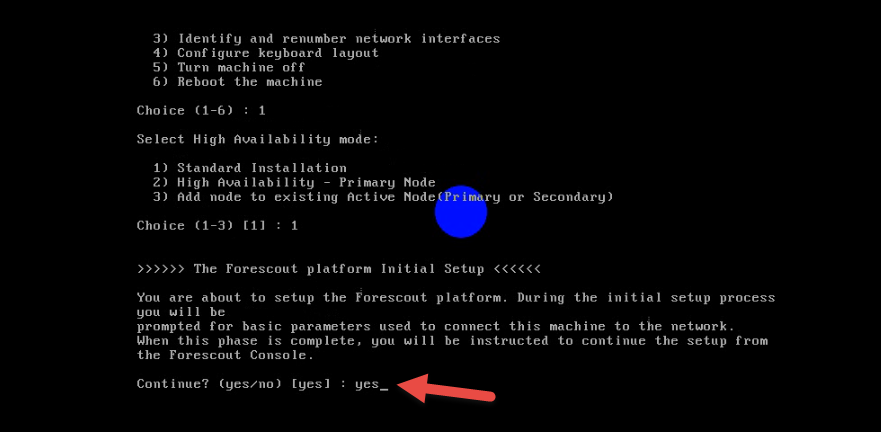 3) Identify and renumber network interfaces
4) Configure keyboard layout
5) Turn machine off
6) Reboot the machine
Choice (1-6) : 1
Select High Availability mode:
1) Standard Installation
2) High Availability - Primary Node
3) Add node to existing Active Node(Primary or Secondary)
Choice (1-3) [1] : 1
>>>>>> The Forescout platform Initial Setup <<<<<<
You are about to setup the Forescout platform. During the initial setup process
you will be
prompted for basic parameters used to connect this machine to the network.
When this phase is complete, you will be instructed to continue the setup from
the Forescout Console.
Continue? (yes/no) [yes] : yes_